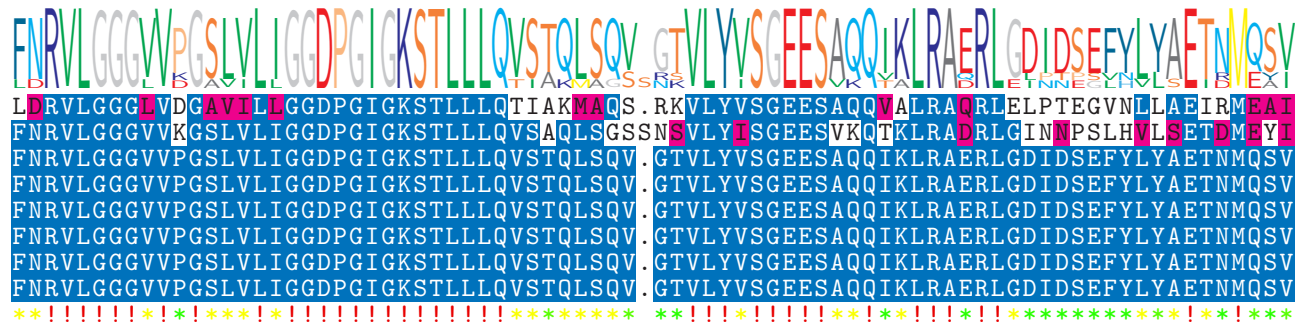 FNRVLGGGVVPGSLVLIGGDPGIGKSTLLLQVSTQLSQV GTVLYVSGEESAQQIKLRAERLGDIDSEFYLYAETNMQSV
LDRVLGGGLVDGAVILLGGDPGIGKSTLLLQTIAKMAQS.RKVLYVSGEESAQQVALRAQRLELPTEGVNLLAEIRMEAI
FNRVLGGGVVKGSLVLIGGDPGIGKSTLLLQVSAQLSGSSNSVLYISGEESVKQTKLRADRLGINNPSLHVLSETDMEYI
FNRVLGGGVVPGSLVLIGGDPGIGKSTLLLQVSTQLSQV.GTVLYVSGEESAQQIKLRAERLGDIDSEFYLYAETNMQSV
FNRVLGGGVVPGSLVLIGGDPGIGKSTLLLQVSTQLSQV.GTVLYVSGEESAQQIKLRAERLGDIDSEFYLYAETNMQSV
FNRVLGGGVVPGSLVLIGGDPGIGKSTLLLQVSTQLSQV.GTVLYVSGEESAQQIKLRAERLGDIDSEFYLYAETNMQSV
FNRVLGGGVVPGSLVLIGGDPGIGKSTLLLQVSTQLSQV.GTVLYVSGEESAQQIKLRAERLGDIDSEFYLYAETNMQSV
FNRVLGGGVVPGSLVLIGGDPGIGKSTLLLQVSTQLSQV.GTVLYVSGEESAQQIKLRAERLGDIDSEFYLYAETNMQSV
FNRVLGGGVVPGSLVLIGGDPGIGKSTLLLQVSTQLSQV.GTVLYVSGEESAQQIKLRAERLGDIDSEFYLYAETNMQSV
**!!!!!!*!*!***!*!!!!!!!!!!!!!!******** **!!!*!!!!!**!**!!!*!!***********!**!***